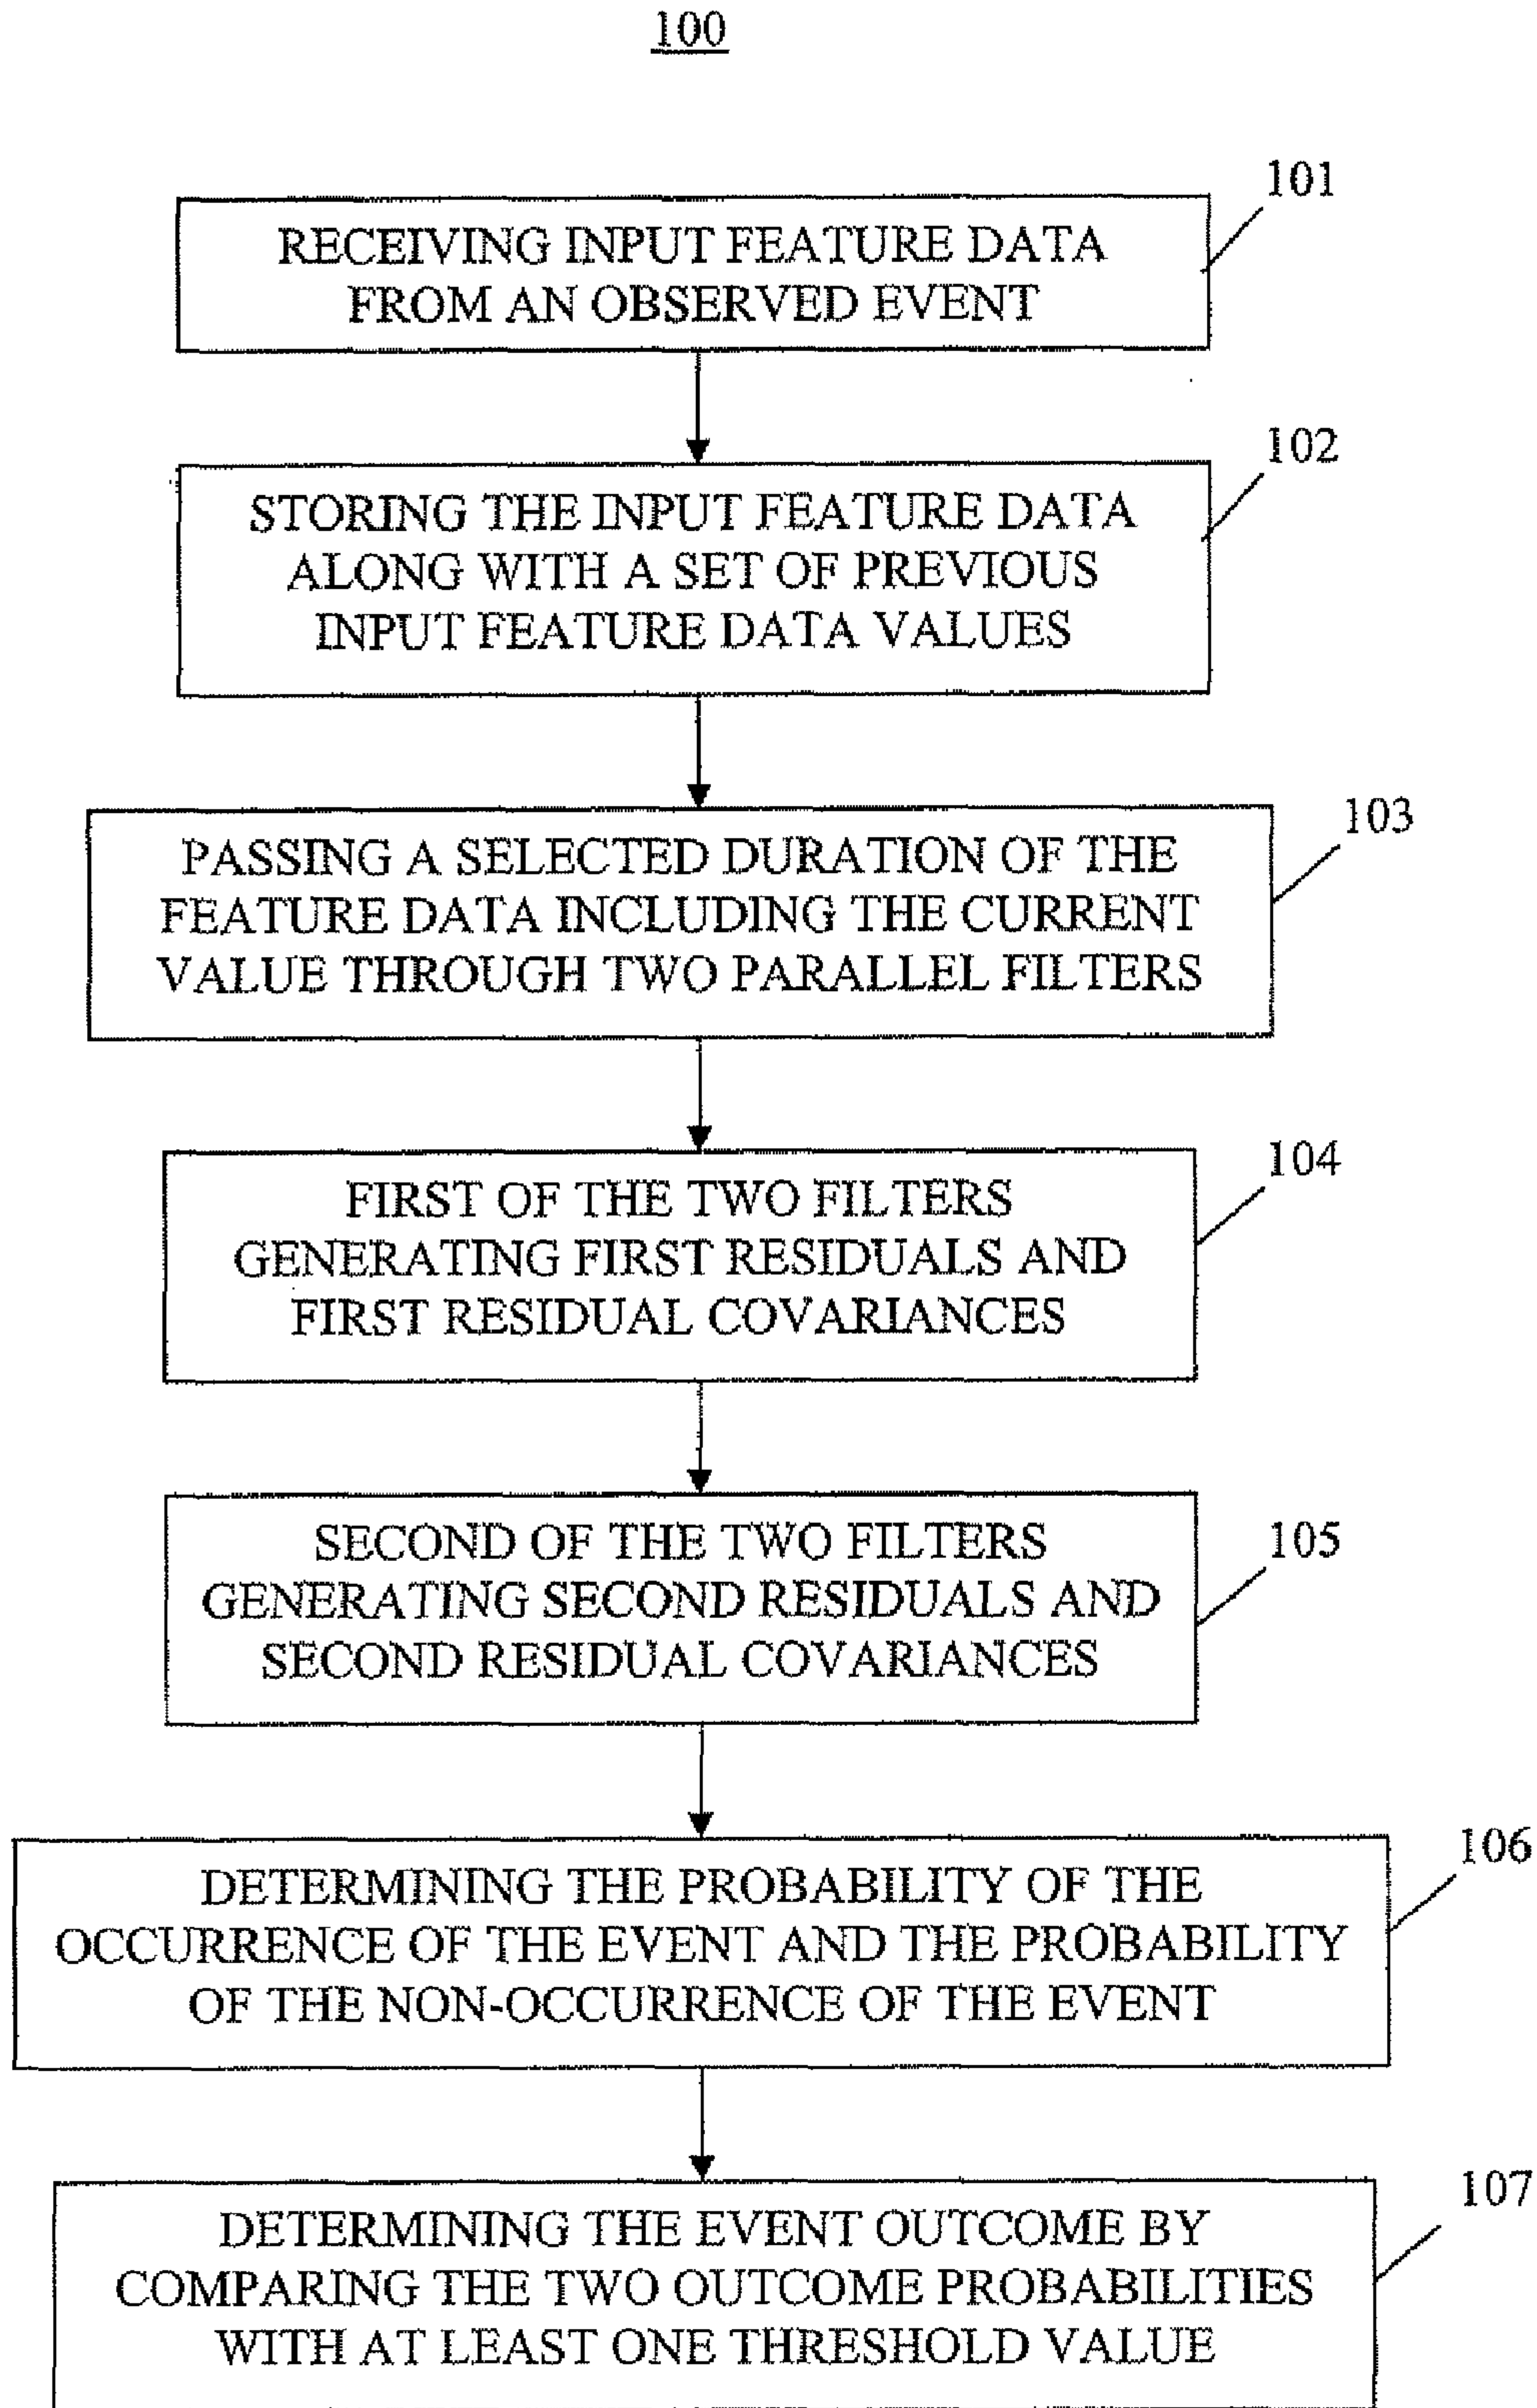 100
101
RECEIVING INPUT FEATURE DATA
FROM AN OBSERVED EVENT
102
STORING THE INPUT FEATURE DATA
ALONG WITH A SET OF PREVIOUS
INPUT FEATURE DATA VALUES
103
PASSING A SELECTED DURATION OF THE
FEATURE DATA INCLUDING THE CURRENT
VALUE THROUGH TWO PARALLEL FILTERS
104
FIRST OF THE TWO FILTERS
GENERATING FIRST RESIDUALS AND
FIRST RESIDUAL COVARIANCES
105
SECOND OF THE TWO FILTERS
GENERATING SECOND RESIDUALS AND
SECOND RESIDUAL COVARIANCES
106
DETERMINING THE PROBABILITY OF THE
OCCURRENCE OF THE EVENT AND THE PROBABILITY
OF THE NON-OCCURRENCE OF THE EVENT
107
DETERMINING THE EVENT OUTCOME BY
COMPARING THE TWO OUTCOME PROBABILITIES
WITH AT LEAST ONE THRESHOLD VALUE